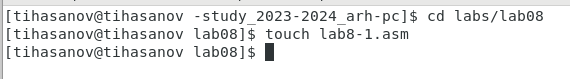 [tihasanov@tihasanov -study_2023-2024_arh-pc]$ cd labs/lab08
[tihasanov@tihasanov lab08]$ touch lab8-1.asm
[tihasanov@tihasanov lab08]$